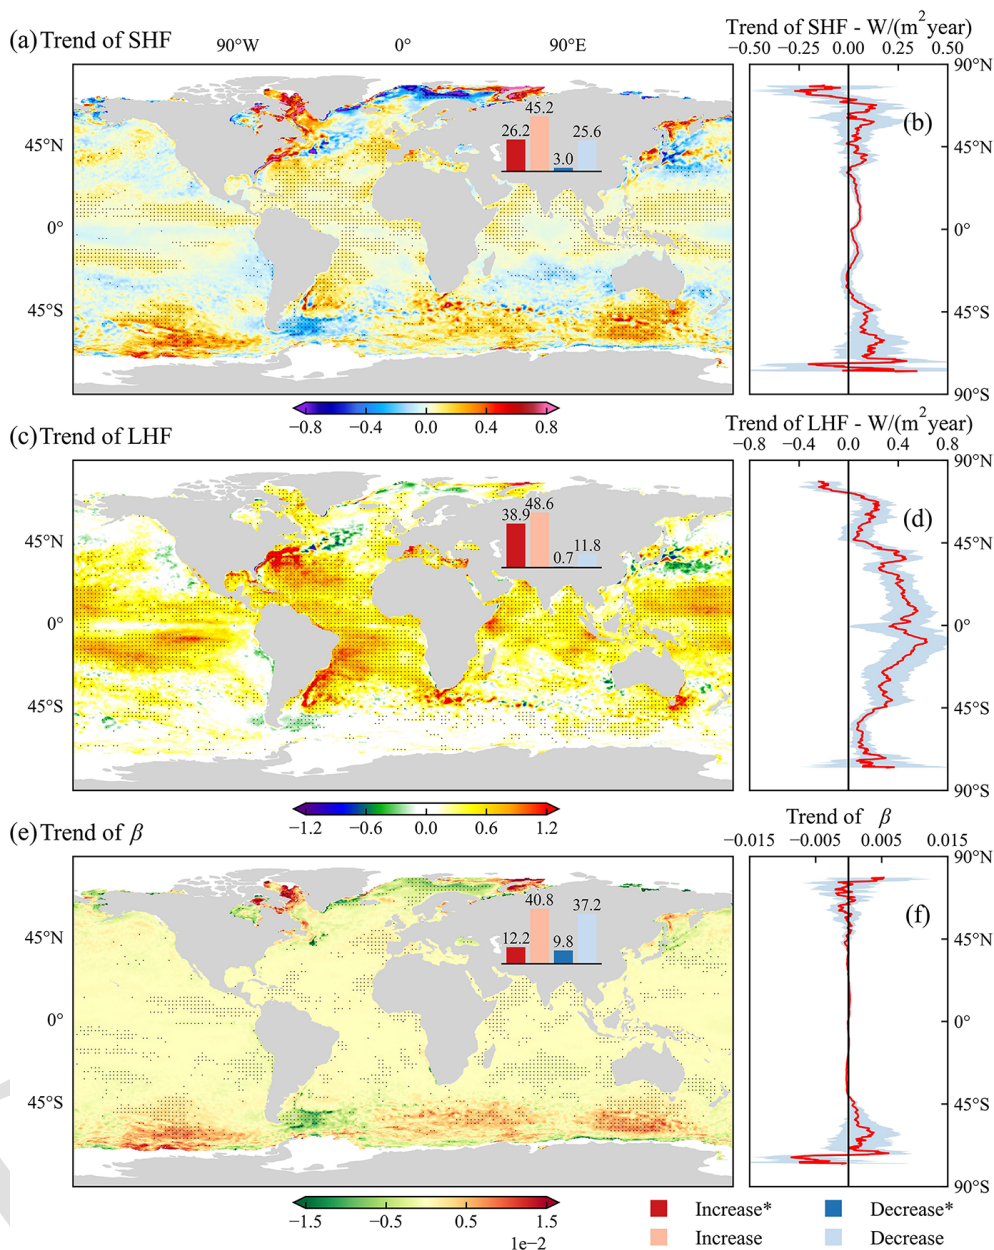 (a) Trend of SHF
90°W 0° 90°E
Trend of SHF - W/(m²year)
−0.50 −0.25 0.00 0.25 0.50
90°N
45°N
0°
45°S
26.2 45.2 3.0 25.6
(b)
45°N
0°
45°S
90°S
−0.8 −0.4 0.0 0.4 0.8
(c) Trend of LHF
Trend of LHF - W/(m²year)
−0.8 −0.4 0.0 0.4 0.8
90°N
45°N
0°
45°S
38.9 48.6 0.7 11.8
(d)
45°N
0°
45°S
90°S
−1.2 −0.6 0.0 0.6 1.2
(e) Trend of β
Trend of β
−0.015 −0.005 0.005 0.015
90°N
45°N
0°
45°S
12.2 40.8 9.8 37.2
(f)
45°N
0°
45°S
90°S
−1.5 −0.5 0.5 1.5
1e−2
Increase* Decrease*
Increase Decrease